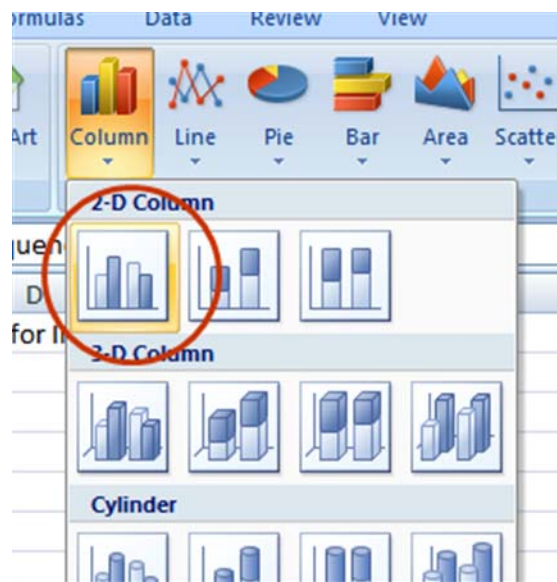 Data Review View
Art Column Line Pie Bar Area
2-D Column
D
for
3-D Column
Cylinder